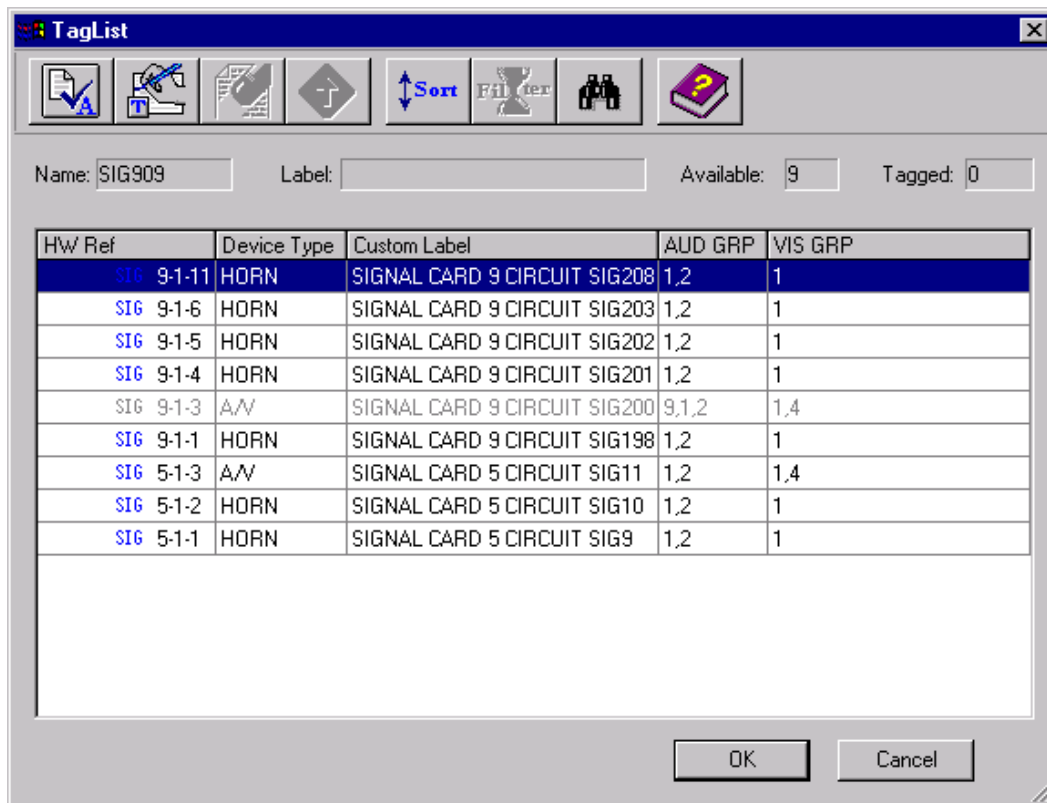 TagList
A T Sort Filter ?
Name: SIG909 Label: Available: 9 Tagged: 0
HW Ref Device Type Custom Label AUD GRP VIS GRP
SIG 9-1-11 HORN SIGNAL CARD 9 CIRCUIT SIG208 1,2 1
SIG 9-1-6 HORN SIGNAL CARD 9 CIRCUIT SIG203 1,2 1
SIG 9-1-5 HORN SIGNAL CARD 9 CIRCUIT SIG202 1,2 1
SIG 9-1-4 HORN SIGNAL CARD 9 CIRCUIT SIG201 1,2 1
SIG 9-1-3 A/V SIGNAL CARD 9 CIRCUIT SIG200 9,1,2 1,4
SIG 9-1-1 HORN SIGNAL CARD 9 CIRCUIT SIG198 1,2 1
SIG 5-1-3 A/V SIGNAL CARD 5 CIRCUIT SIG11 1,2 1,4
SIG 5-1-2 HORN SIGNAL CARD 5 CIRCUIT SIG10 1,2 1
SIG 5-1-1 HORN SIGNAL CARD 5 CIRCUIT SIG9 1,2 1
OK Cancel